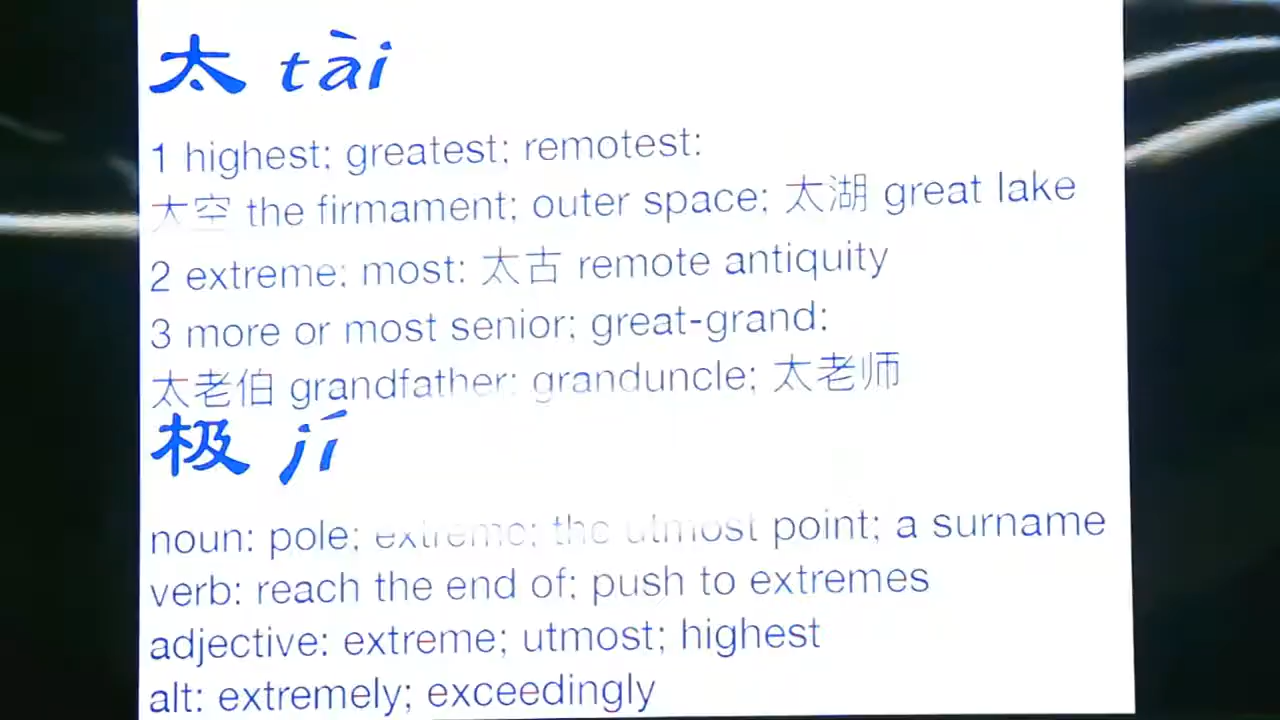 太 tài
1 highest; greatest; remotest:
太空 the firmament; outer space; 太湖 great lake
2 extreme; most: 太古 remote antiquity
3 more or most senior; great-grand:
太老伯 grandfather; granduncle; 太老师
极 jí
noun: pole; extreme; the utmost point; a surname
verb: reach the end of; push to extremes
adjective: extreme; utmost; highest
alt: extremely; exceedingly